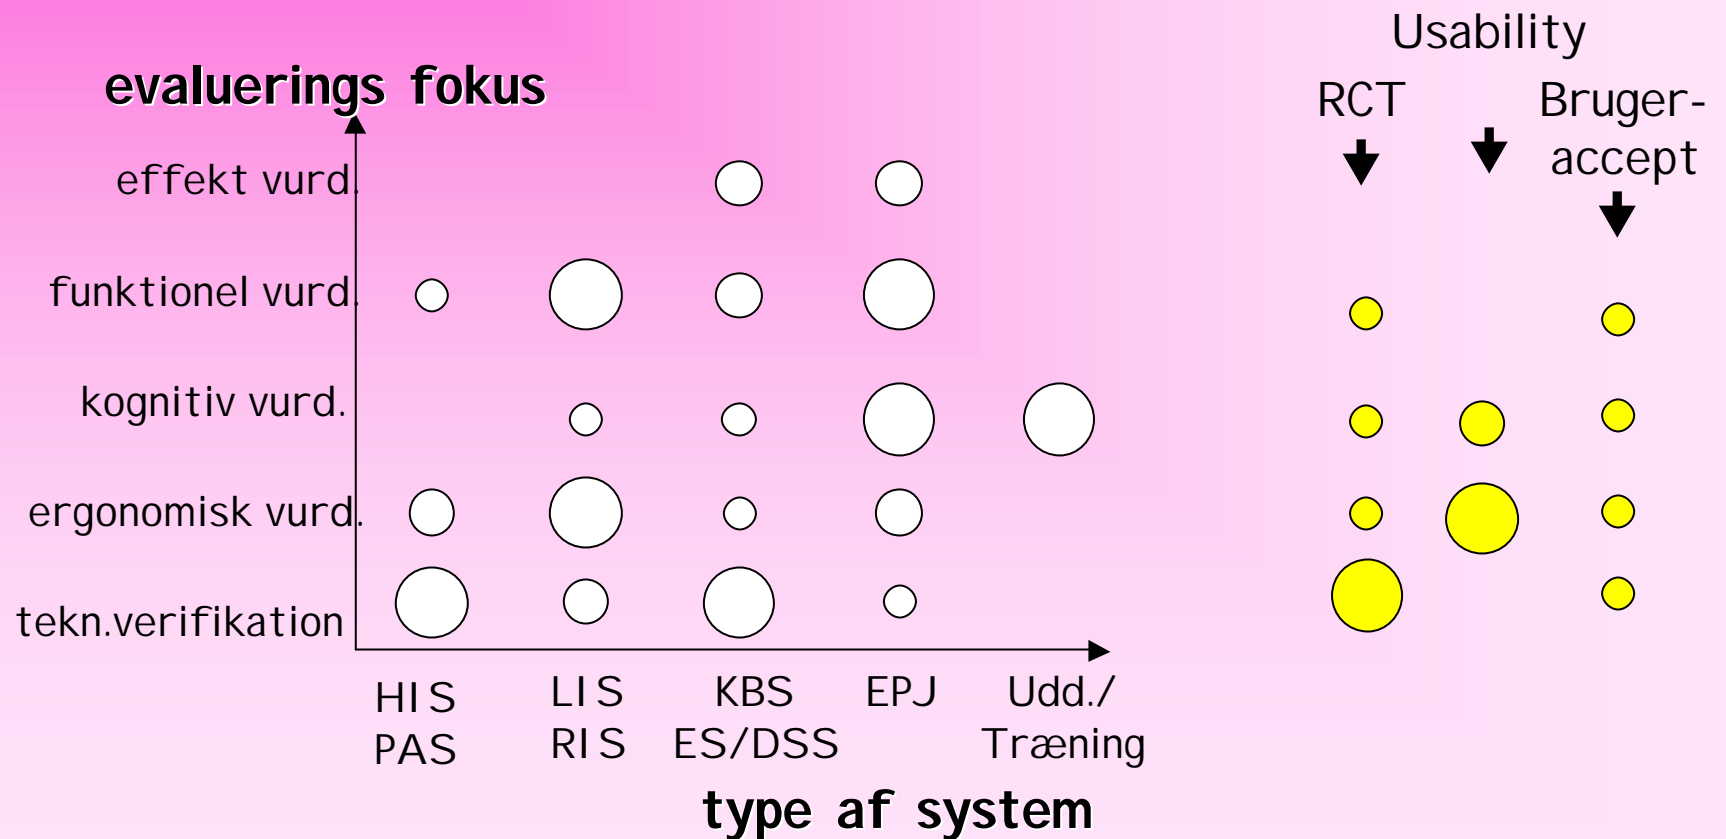 evaluerings fokus
effekt vurd.
funktionel vurd.
kognitiv vurd.
ergonomisk vurd.
tekn.verifikation
HIS
PAS
LIS
RIS
KBS
ES/DSS
EPJ
Udd./
Træning
type af system
Usability
RCT
Bruger-
accept